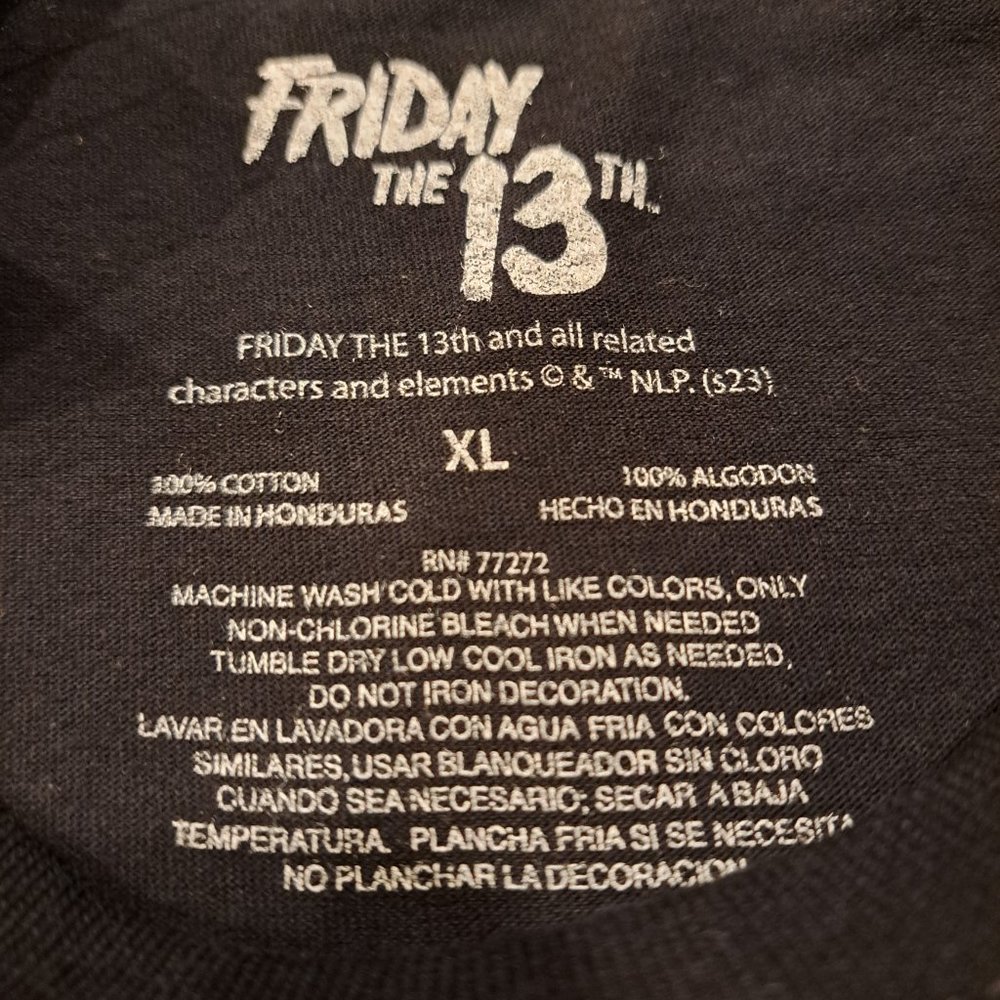 FRIDAY
THE 13TH™
FRIDAY THE 13th and all related
characters and elements © & ™ NLP. (s23)
XL
100% COTTON 100% ALGODON
MADE IN HONDURAS HECHO EN HONDURAS
RN# 77272
MACHINE WASH COLD WITH LIKE COLORS, ONLY
NON-CHLORINE BLEACH WHEN NEEDED
TUMBLE DRY LOW COOL IRON AS NEEDED,
DO NOT IRON DECORATION.
LAVAR EN LAVADORA CON AGUA FRIA CON COLORES
SIMILARES, USAR BLANQUEADOR SIN CLORO
CUANDO SEA NECESARIO; SECAR A BAJA
TEMPERATURA. PLANCHA FRIA SI SE NECESITA
NO PLANCHAR LA DECORACION